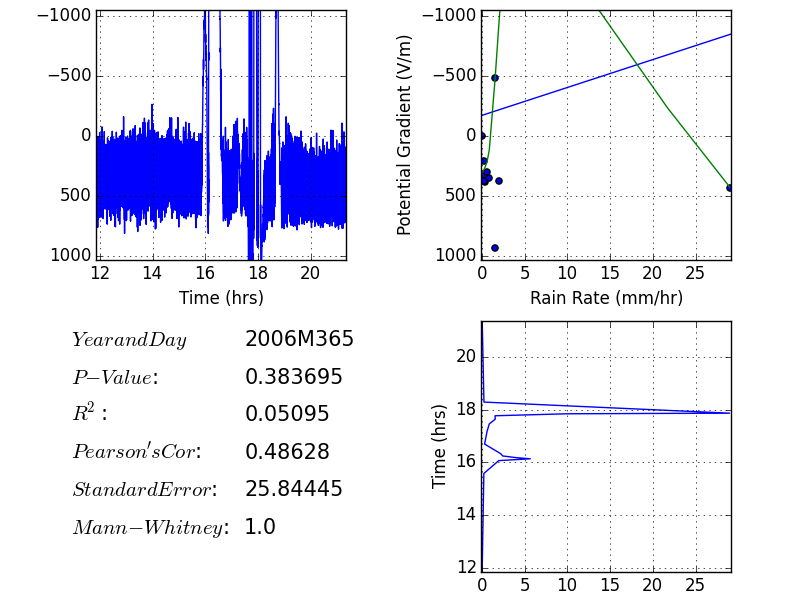 −1000
−500
0
500
1000
12 14 16 18 20
Time (hrs)
−1000
−500
0
500
1000
Potential Gradient (V/m)
0 5 10 15 20 25
Rain Rate (mm/hr)
YearandDay 2006M365
P−Value: 0.383695
R² : 0.05095
Pearson′sCor: 0.48628
StandardError: 25.84445
Mann−Whitney: 1.0
20
18
16
14
12
Time (hrs)
0 5 10 15 20 25